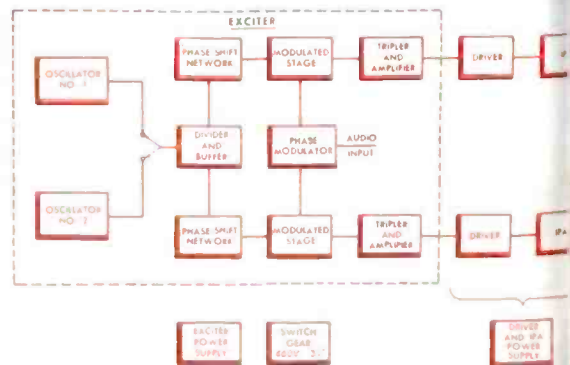 EXCITER
OSCILLATOR
NO. 1
PHASE SHIFT
NETWORK
MODULATED
STAGE
TRIPLER
AND
AMPLIFIER
DRIVER
DIVIDER
AND
BUFFER
PHASE
MODULATOR
AUDIO
INPUT
OSCILLATOR
NO. 2
PHASE SHIFT
NETWORK
MODULATED
STAGE
TRIPLER
AND
AMPLIFIER
DRIVER
IPA
EXCITER
POWER
SUPPLY
SWITCH
GEAR
DRIVER
AND IPA
POWER
SUPPLY